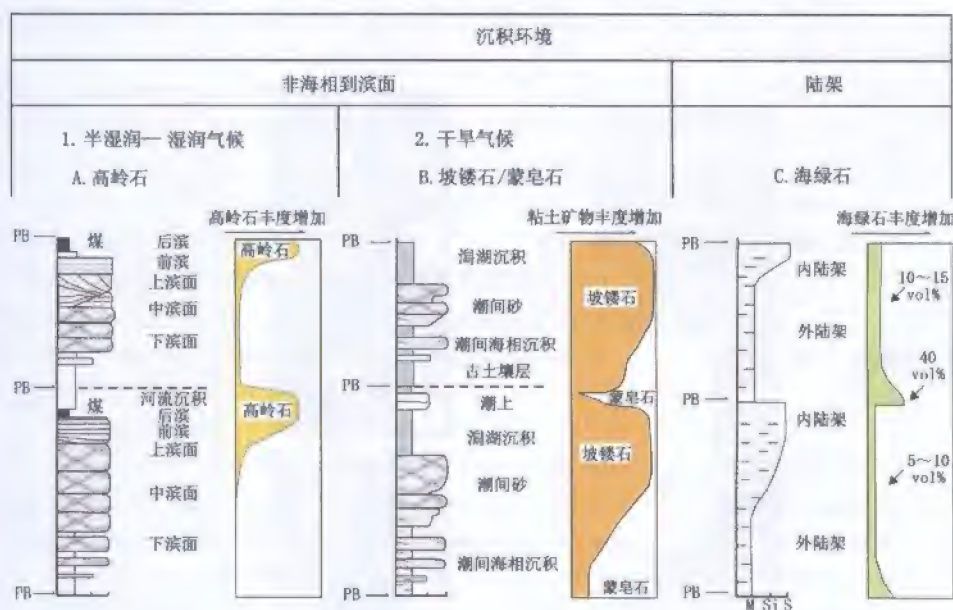 沉积环境
非海相到滨面
陆架
1. 半湿润— 湿润气候
A. 高岭石
2. 干旱气候
B. 坡镂石/蒙皂石
C. 海绿石
高岭石丰度增加
粘土矿物丰度增加
海绿石丰度增加
PB
煤
后滨
前滨
上滨面
中滨面
下滨面
PB
煤
河流沉积
后滨
前滨
上滨面
中滨面
下滨面
PB
高岭石
高岭石
PB
潟湖沉积
潮间砂
潮间海相沉积
古土壤层
PB
潮上
潟湖沉积
潮间砂
潮间海相沉积
PB
坡镂石
蒙皂石
坡镂石
蒙皂石
PB
内陆架
外陆架
PB
内陆架
外陆架
PB
M Si S
10～15
vol%
40
vol%
5～10
vol%